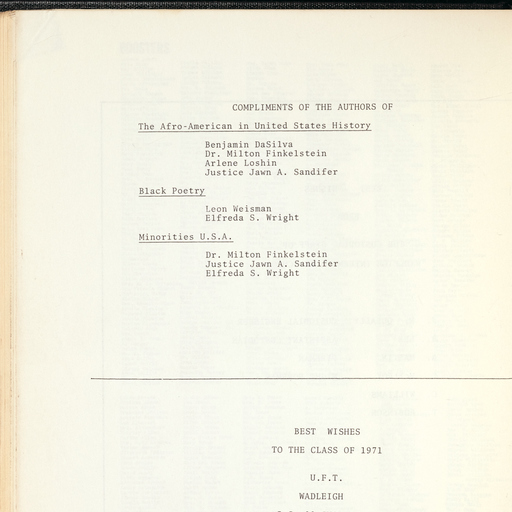 COMPLIMENTS OF THE AUTHORS OF
The Afro-American in United States History
Benjamin DaSilva
Dr. Milton Finkelstein
Arlene Loshin
Justice Jawn A. Sandifer
Black Poetry
Leon Weisman
Elfreda S. Wright
Minorities U.S.A.
Dr. Milton Finkelstein
Justice Jawn A. Sandifer
Elfreda S. Wright
BEST WISHES
TO THE CLASS OF 1971
U.F.T.
WADLEIGH